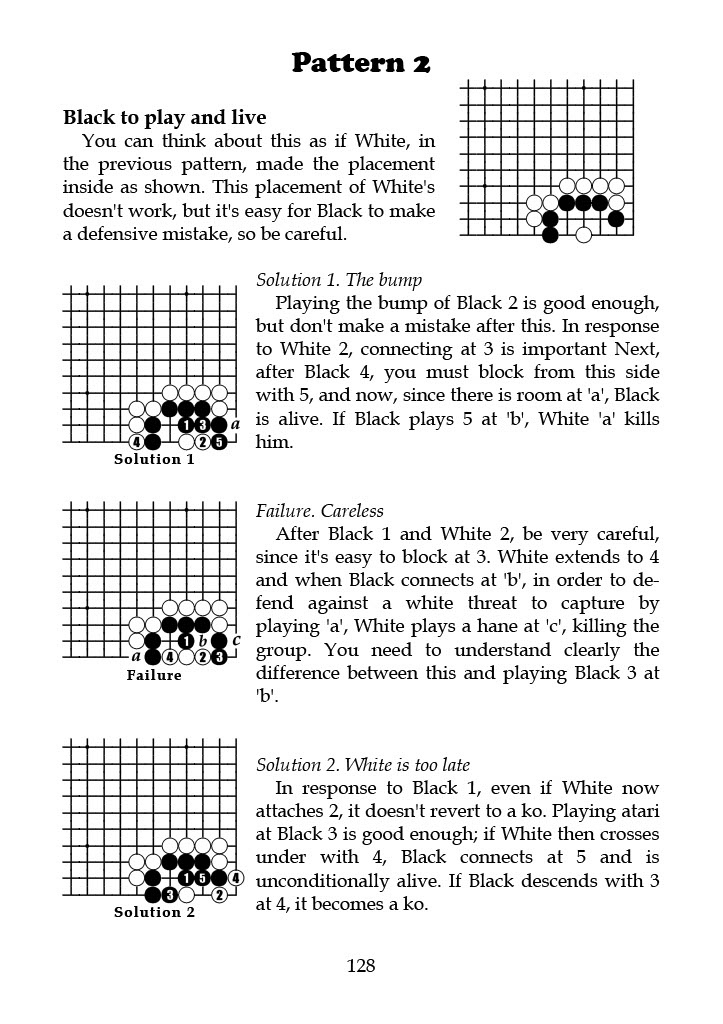 Pattern 2
Black to play and live
You can think about this as if White, in
the previous pattern, made the placement
inside as shown. This placement of White's
doesn't work, but it's easy for Black to make
a defensive mistake, so be careful.
Solution 1. The bump
Playing the bump of Black 2 is good enough,
but don't make a mistake after this. In response
to White 2, connecting at 3 is important Next,
after Black 4, you must block from this side
with 5, and now, since there is room at 'a', Black
is alive. If Black plays 5 at 'b', White 'a' kills
him.
1 3 a
4 2 5
Solution 1
Failure. Careless
After Black 1 and White 2, be very careful,
since it's easy to block at 3. White extends to 4
and when Black connects at 'b', in order to de-
fend against a white threat to capture by
playing 'a', White plays a hane at 'c', killing the
group. You need to understand clearly the
difference between this and playing Black 3 at
'b'.
1 b c
a 4 2 3
Failure
Solution 2. White is too late
In response to Black 1, even if White now
attaches 2, it doesn't revert to a ko. Playing atari
at Black 3 is good enough; if White then crosses
under with 4, Black connects at 5 and is
unconditionally alive. If Black descends with 3
at 4, it becomes a ko.
1 5 4
3 2
Solution 2
128